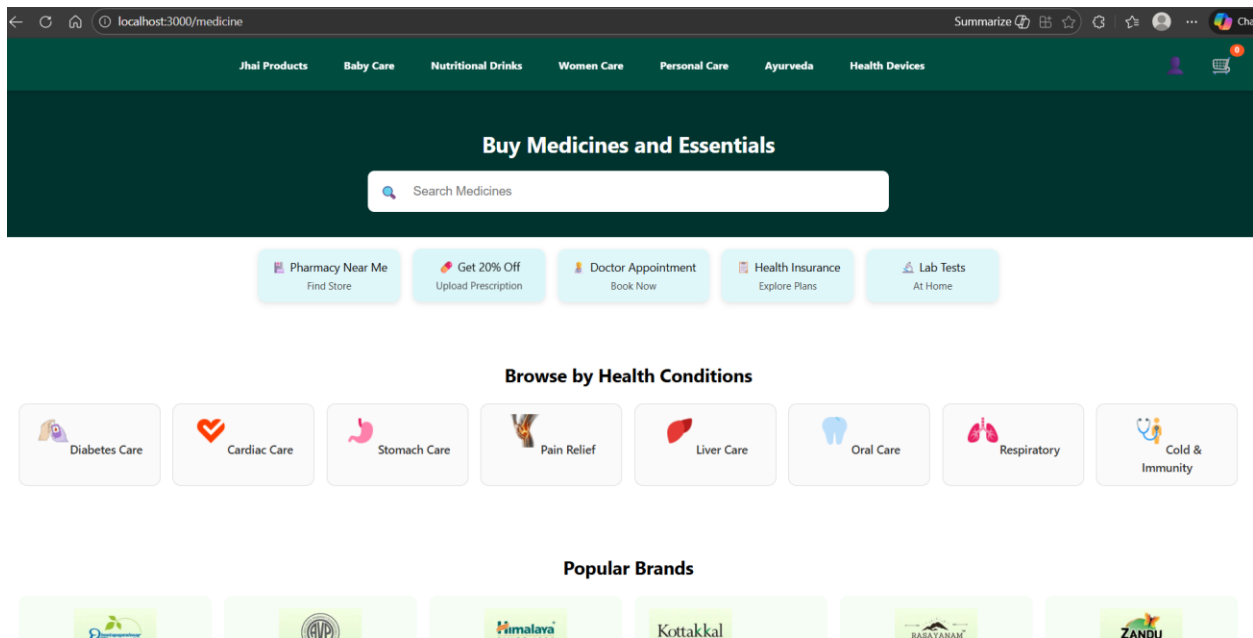 localhost:3000/medicine
Summarize
Cha
Jhai Products Baby Care Nutritional Drinks Women Care Personal Care Ayurveda Health Devices
0
Buy Medicines and Essentials
Search Medicines
Pharmacy Near Me
Find Store
Get 20% Off
Upload Prescription
Doctor Appointment
Book Now
Health Insurance
Explore Plans
Lab Tests
At Home
Browse by Health Conditions
Diabetes Care
Cardiac Care
Stomach Care
Pain Relief
Liver Care
Oral Care
Respiratory
Cold &
Immunity
Popular Brands
AVP
Himalaya
Kottakkal
RASAYANAM
ZANDU